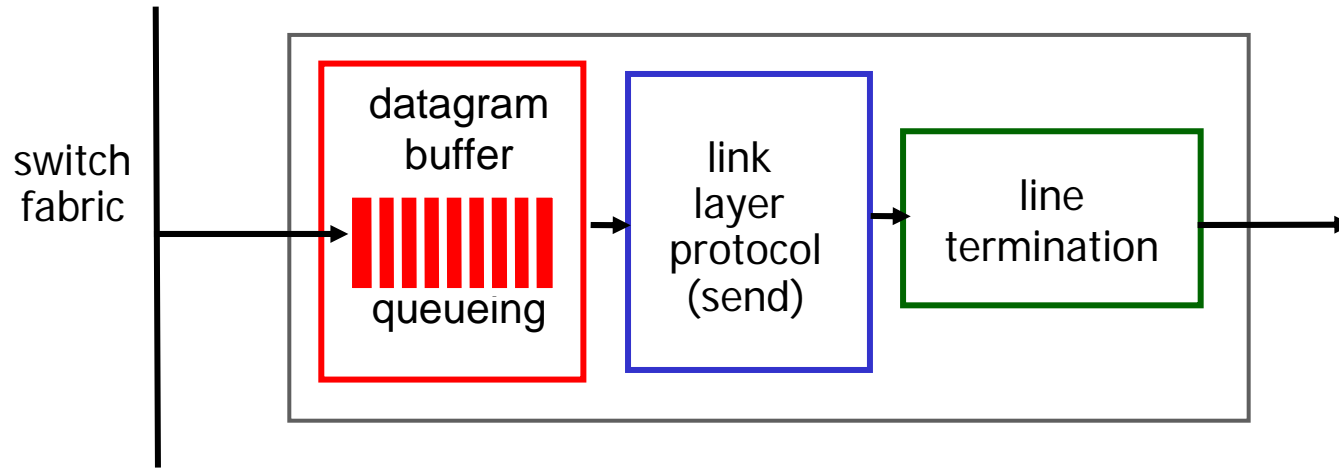 switch
fabric
datagram
buffer
queueing
link
layer
protocol
(send)
line
termination